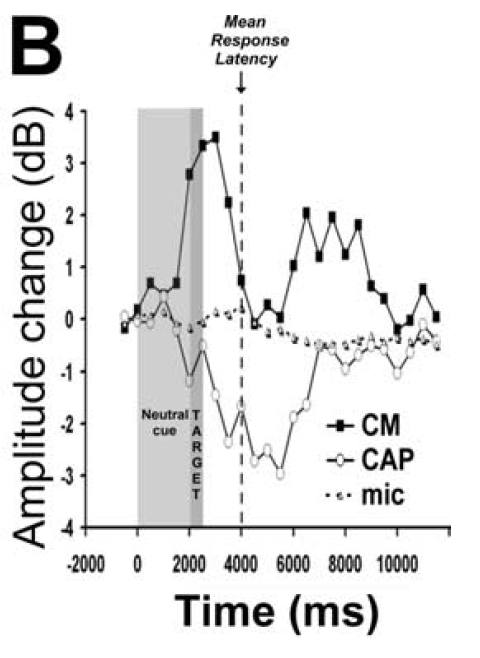 B
Mean
Response
Latency
Amplitude change (dB)
4
3
2
1
0
-1
-2
-3
-4
Neutral
cue
TARGET
CM
CAP
mic
-2000 0 2000 4000 6000 8000 10000
Time (ms)